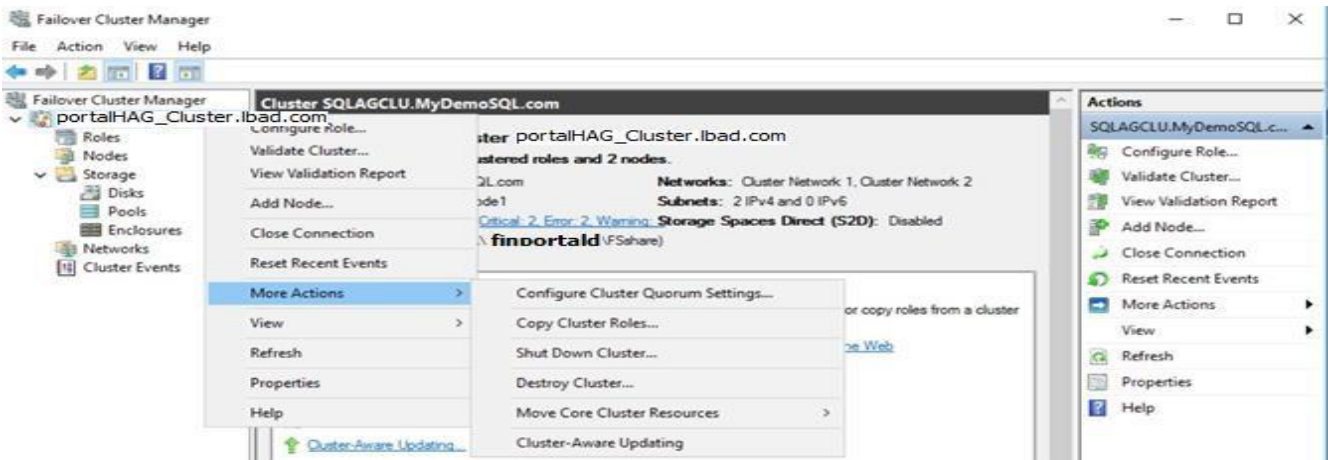 Failover Cluster Manager
File Action View Help
Failover Cluster Manager
portalHAG_Cluster.lbad.com
Roles
Nodes
Storage
Disks
Pools
Enclosures
Networks
Cluster Events
Cluster SQLAGCLU.MyDemoSQL.com
ster portalHAG_Cluster.lbad.com
ustered roles and 2 nodes.
QL.com Networks: Cluster Network 1, Cluster Network 2
ode1 Subnets: 2 IPv4 and 0 IPv6
Critical: 2, Error: 2, Warning: Storage Spaces Direct (S2D): Disabled
\ finportald\FSshare)
or copy roles from a cluster
he Web
Cluster-Aware Updating...
Configure Role...
Validate Cluster...
View Validation Report
Add Node...
Close Connection
Reset Recent Events
More Actions
View
Refresh
Properties
Help
Configure Cluster Quorum Settings...
Copy Cluster Roles...
Shut Down Cluster...
Destroy Cluster...
Move Core Cluster Resources
Cluster-Aware Updating
Actions
SQLAGCLU.MyDemoSQL.c...
Configure Role...
Validate Cluster...
View Validation Report
Add Node...
Close Connection
Reset Recent Events
More Actions
View
Refresh
Properties
Help